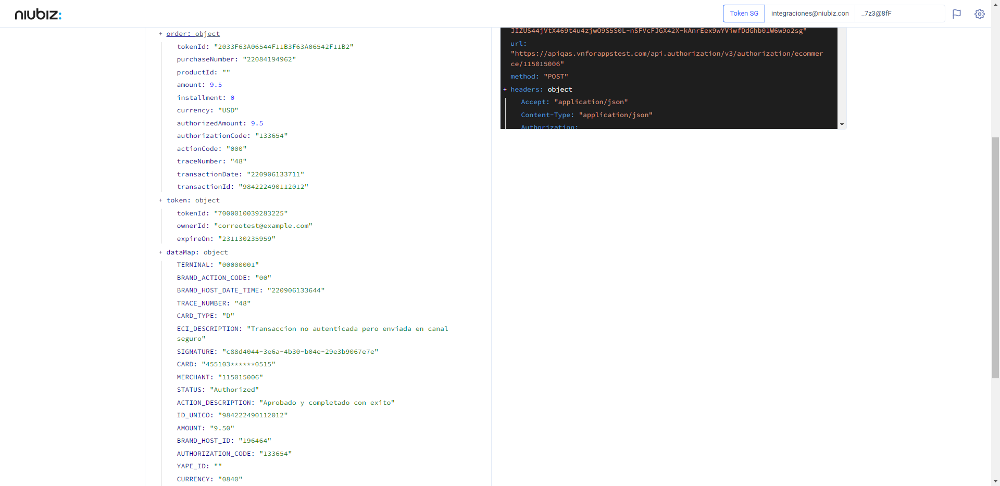 niubiz:
Token SG
integraciones@niubiz.con
_7z3@8fF
+ order: object
tokenId: "2033F63A06544F11B3F63A06542F11B2"
purchaseNumber: "22084194962"
productId: ""
amount: 9.5
installment: 0
currency: "USD"
authorizedAmount: 9.5
authorizationCode: "133654"
actionCode: "000"
traceNumber: "48"
transactionDate: "220906133711"
transactionId: "984222490112012"
+ token: object
tokenId: "7000010039283225"
ownerId: "correotest@example.com"
expireOn: "231130235959"
+ dataMap: object
TERMINAL: "00000001"
BRAND_ACTION_CODE: "00"
BRAND_HOST_DATE_TIME: "220906133644"
TRACE_NUMBER: "48"
CARD_TYPE: "D"
ECI_DESCRIPTION: "Transaccion no autenticada pero enviada en canal
seguro"
SIGNATURE: "c88d4044-3e6a-4b30-b04e-29e3b9067e7e"
CARD: "455103******0515"
MERCHANT: "115015006"
STATUS: "Authorized"
ACTION_DESCRIPTION: "Aprobado y completado con exito"
ID_UNICO: "984222490112012"
AMOUNT: "9.50"
BRAND_HOST_ID: "196464"
AUTHORIZATION_CODE: "133654"
YAPE_ID: ""
CURRENCY: "0840"
JIZUS44jVtX469t4u4zjwO9S5S0L-nSFVcFJGX42X-kAnrEex9wYViwfDdGhb01W6w9o2sg"
url:
"https://apiqas.vnforappstest.com/api.authorization/v3/authorization/ecommer
ce/115015006"
method: "POST"
+ headers: object
Accept: "application/json"
Content-Type: "application/json"
Authorization: